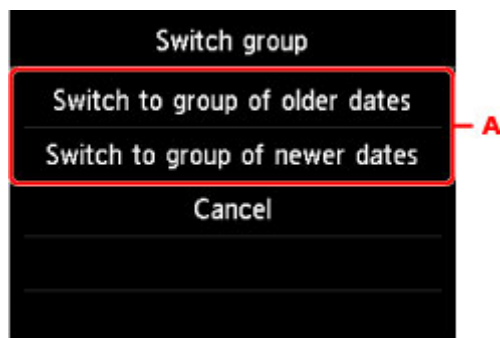 Switch group
Switch to group of older dates
A
Switch to group of newer dates
Cancel